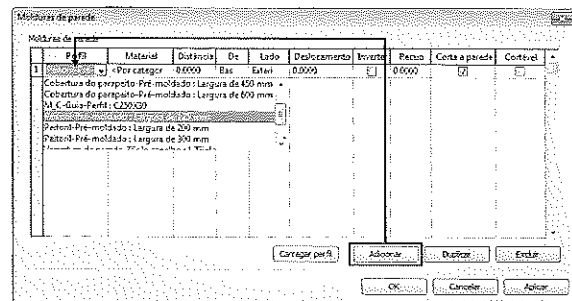 Molduras de parede
Molduras de parede
Perfil Material Distância De Lado Deslocamento Inverte Recuo Corta a parede Cortável
1 <Por categor 0.0000 Bas Exteri 0.0000 0.0000
Cobertura do parapeito-Pré-moldado : Largura de 450 mm
Cobertura do parapeito-Pré-moldado : Largura de 600 mm
M_C-Guia-Perfil : C250X30
Peitoril-Pré-moldado : Largura de 200 mm
Peitoril-Pré-moldado : Largura de 300 mm
Carregar perfil Adicionar Duplicar Excluir
OK Cancelar Aplicar